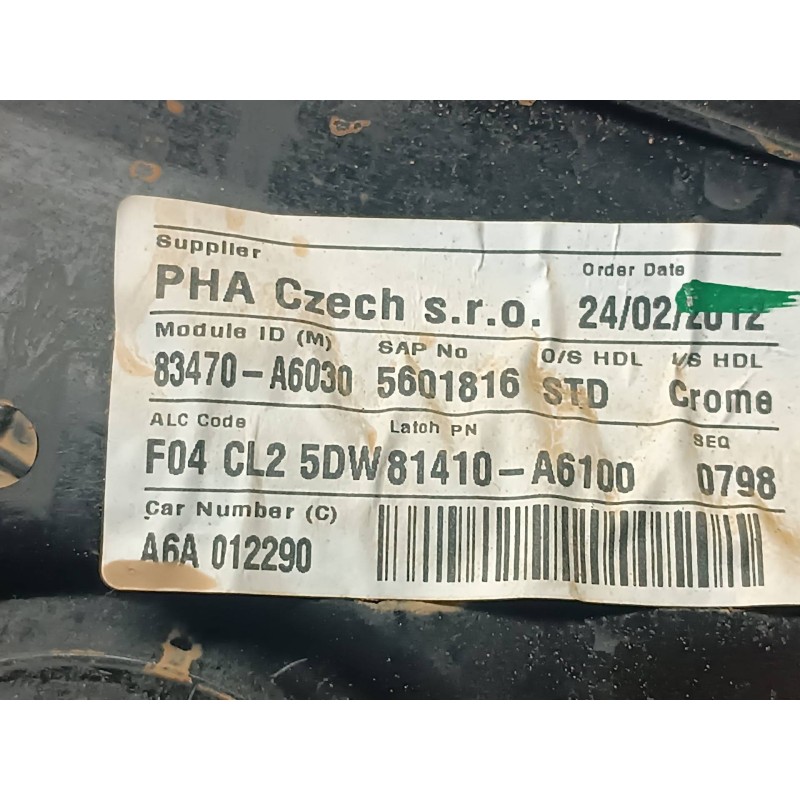 Supplier
Order Date
PHA Czech s.r.o. 24/02/2012
Module ID (M) SAP No O/S HDL I/S HDL
83470-A6030 5601816 STD Crome
ALC Code Latch PN SEQ
F04 CL2 5DW 81410-A6100 0798
Car Number (C)
A6A 012290